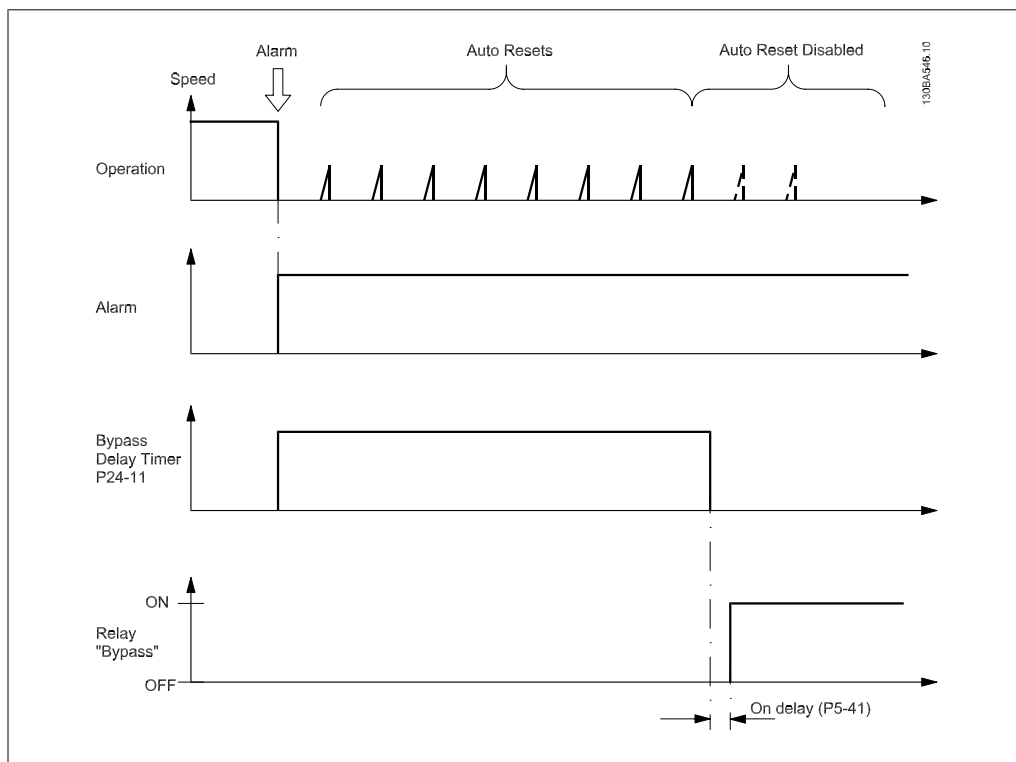 Alarm
Auto Resets
Auto Reset Disabled
130BA546.10
Speed
Operation
Alarm
Bypass
Delay Timer
P24-11
ON
Relay
"Bypass"
OFF
On delay (P5-41)